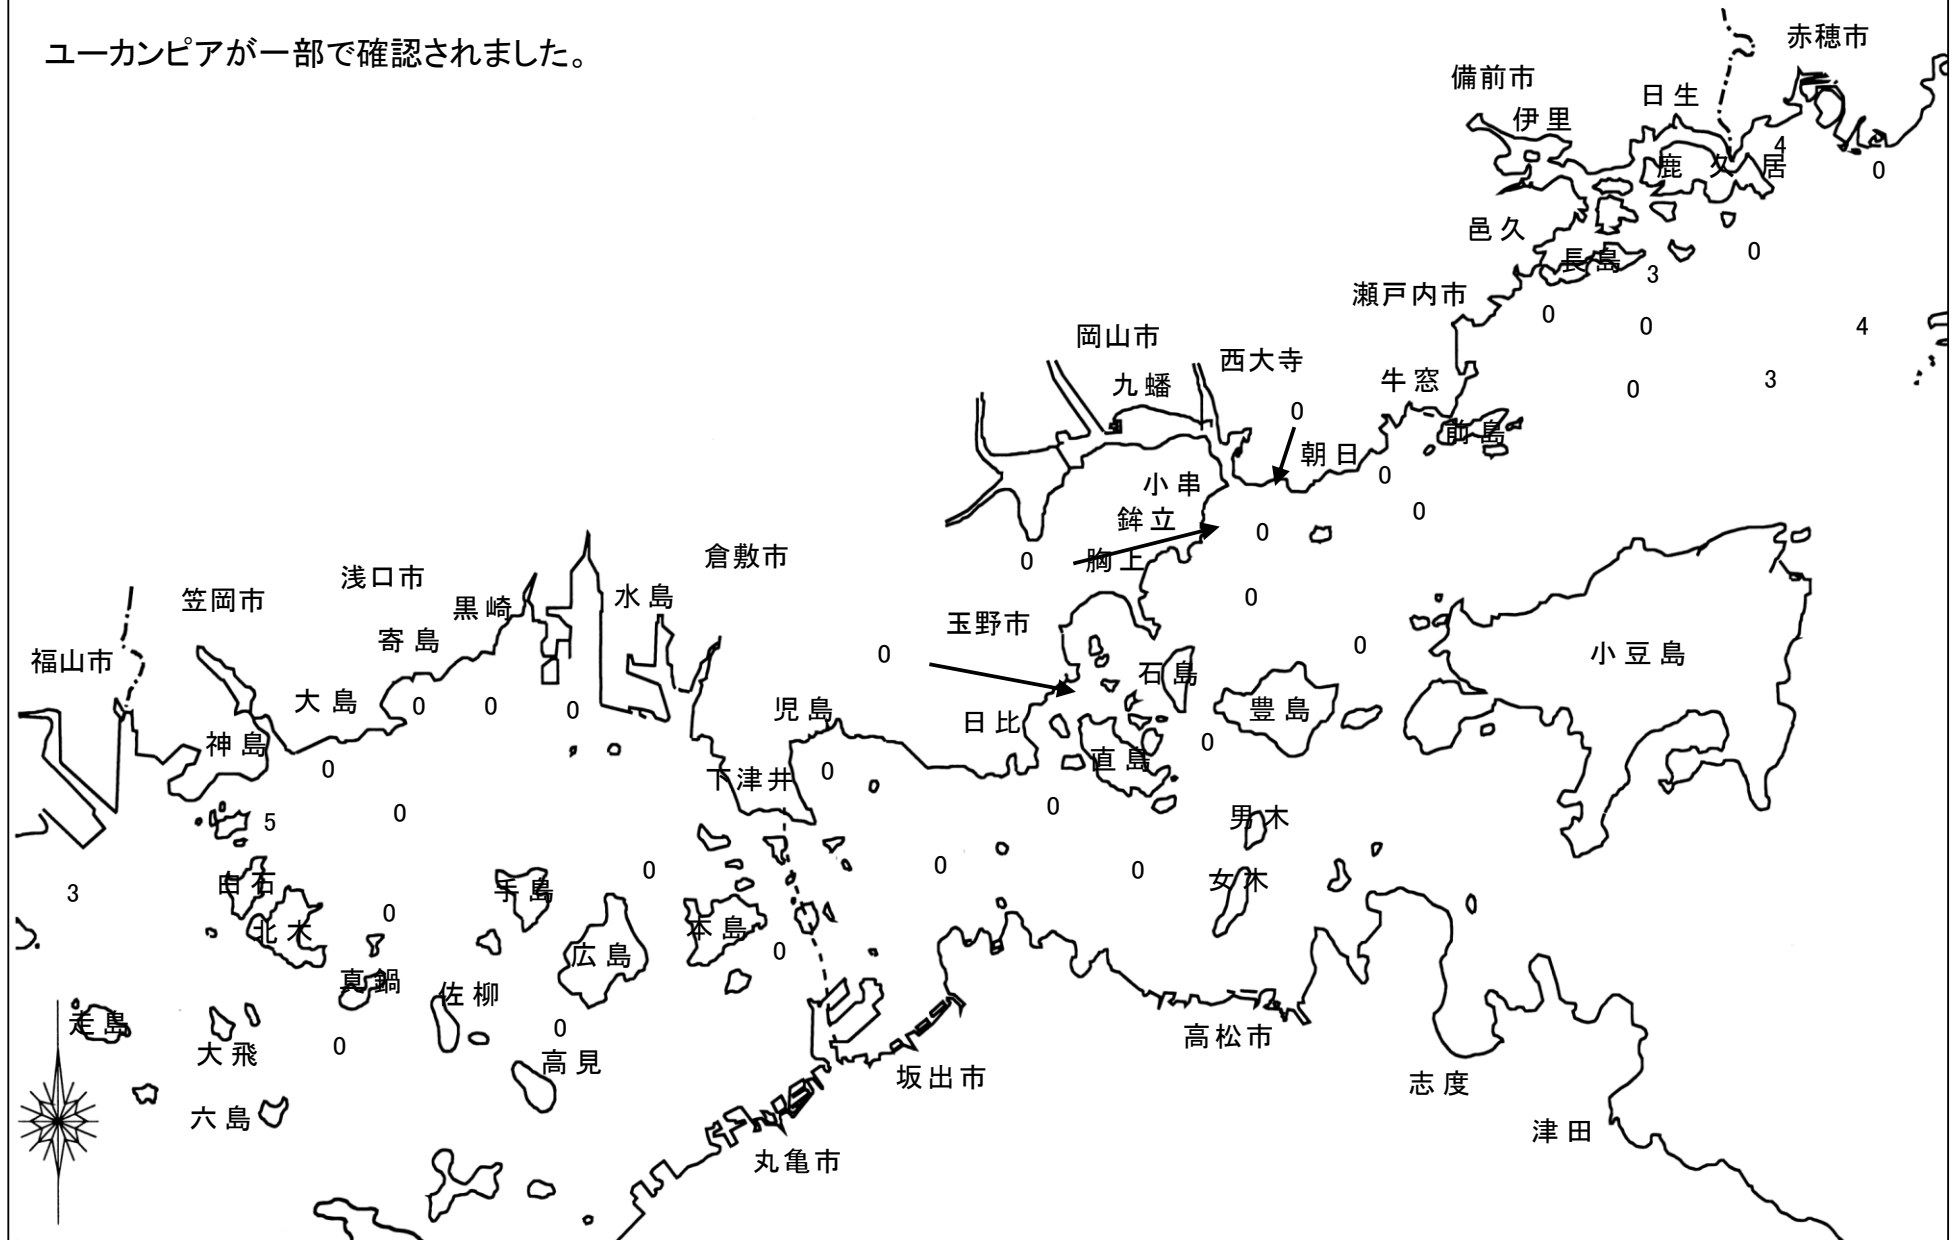 ユーカンピアが一部で確認されました。
赤穂市
備前市
日生
伊里
4
鹿久居
0
邑久
0
長島
3
瀬戸内市
0
0
4
岡山市
西大寺
九蟠
牛窓
3
0
0
前島
朝日
0
小串
0
鉾立
0
倉敷市
0
胸上
浅口市
笠岡市
黒崎
水島
0
玉野市
寄島
0
0
小豆島
福山市
石島
大島
0
0
0
児島
日比
豊島
神島
0
直島
0
下津井
0
0
0
男木
5
0
0
0
女木
白石
手島
3
0
北木
本島
0
広島
真鍋
佐柳
走島
0
高松市
0
大飛
高見
坂出市
志度
六島
津田
丸亀市